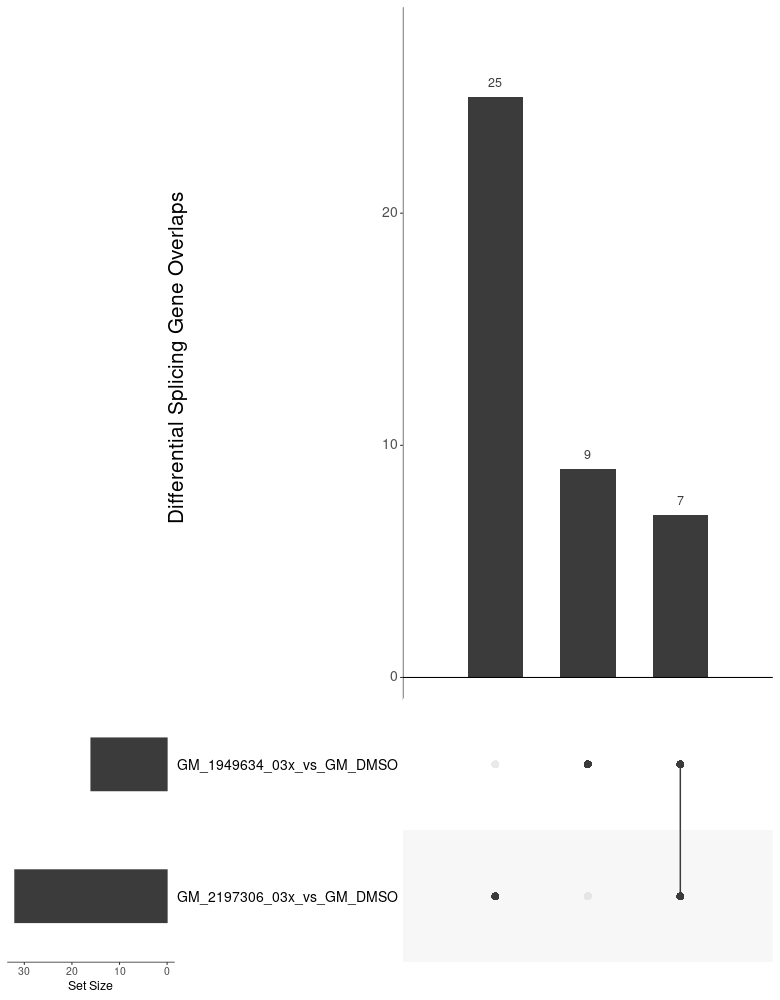 25
20
9
7
10
0
Differential Splicing Gene Overlaps
GM_1949634_03x_vs_GM_DMSO
GM_2197306_03x_vs_GM_DMSO
30 20 10 0
Set Size